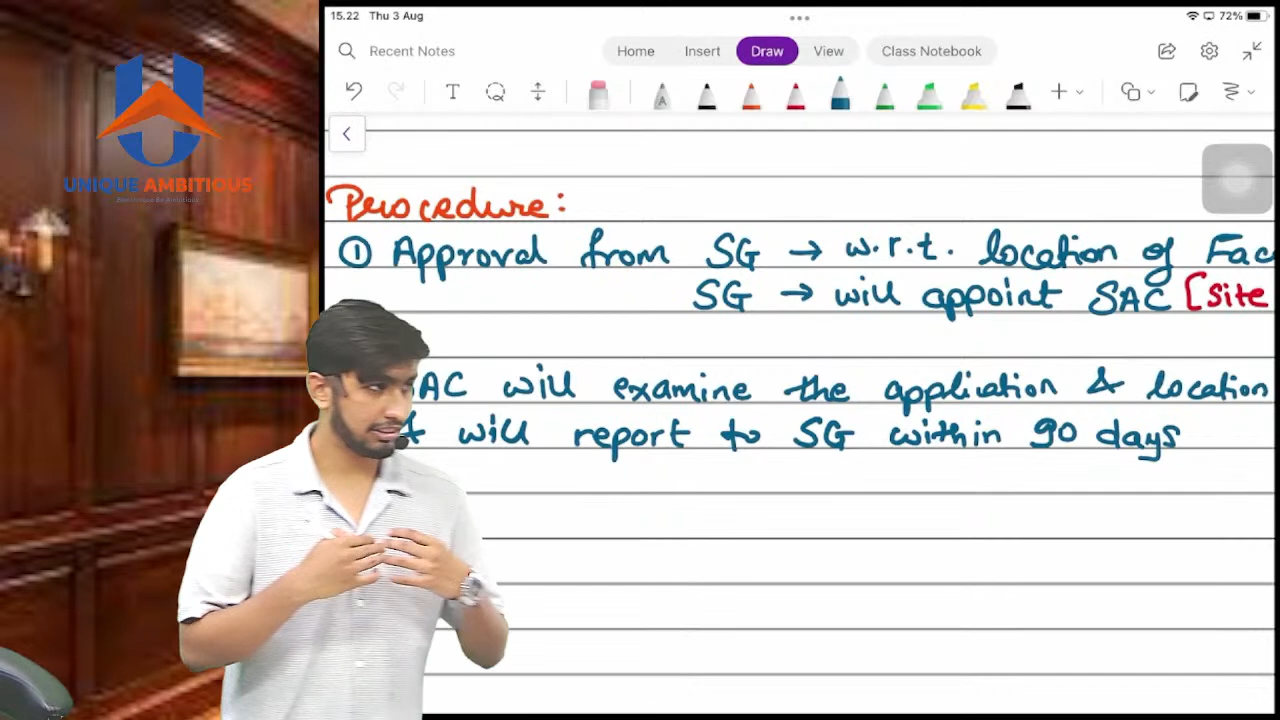 15.22 Thu 3 Aug
72%
Recent Notes
Home Insert Draw View Class Notebook
T
A
UNIQUE AMBITIOUS
Procedure:
① Approval from SG → w.r.t. location of Fac
SG → will appoint SAC [Site
AC will examine the application & location
& will report to SG within 90 days